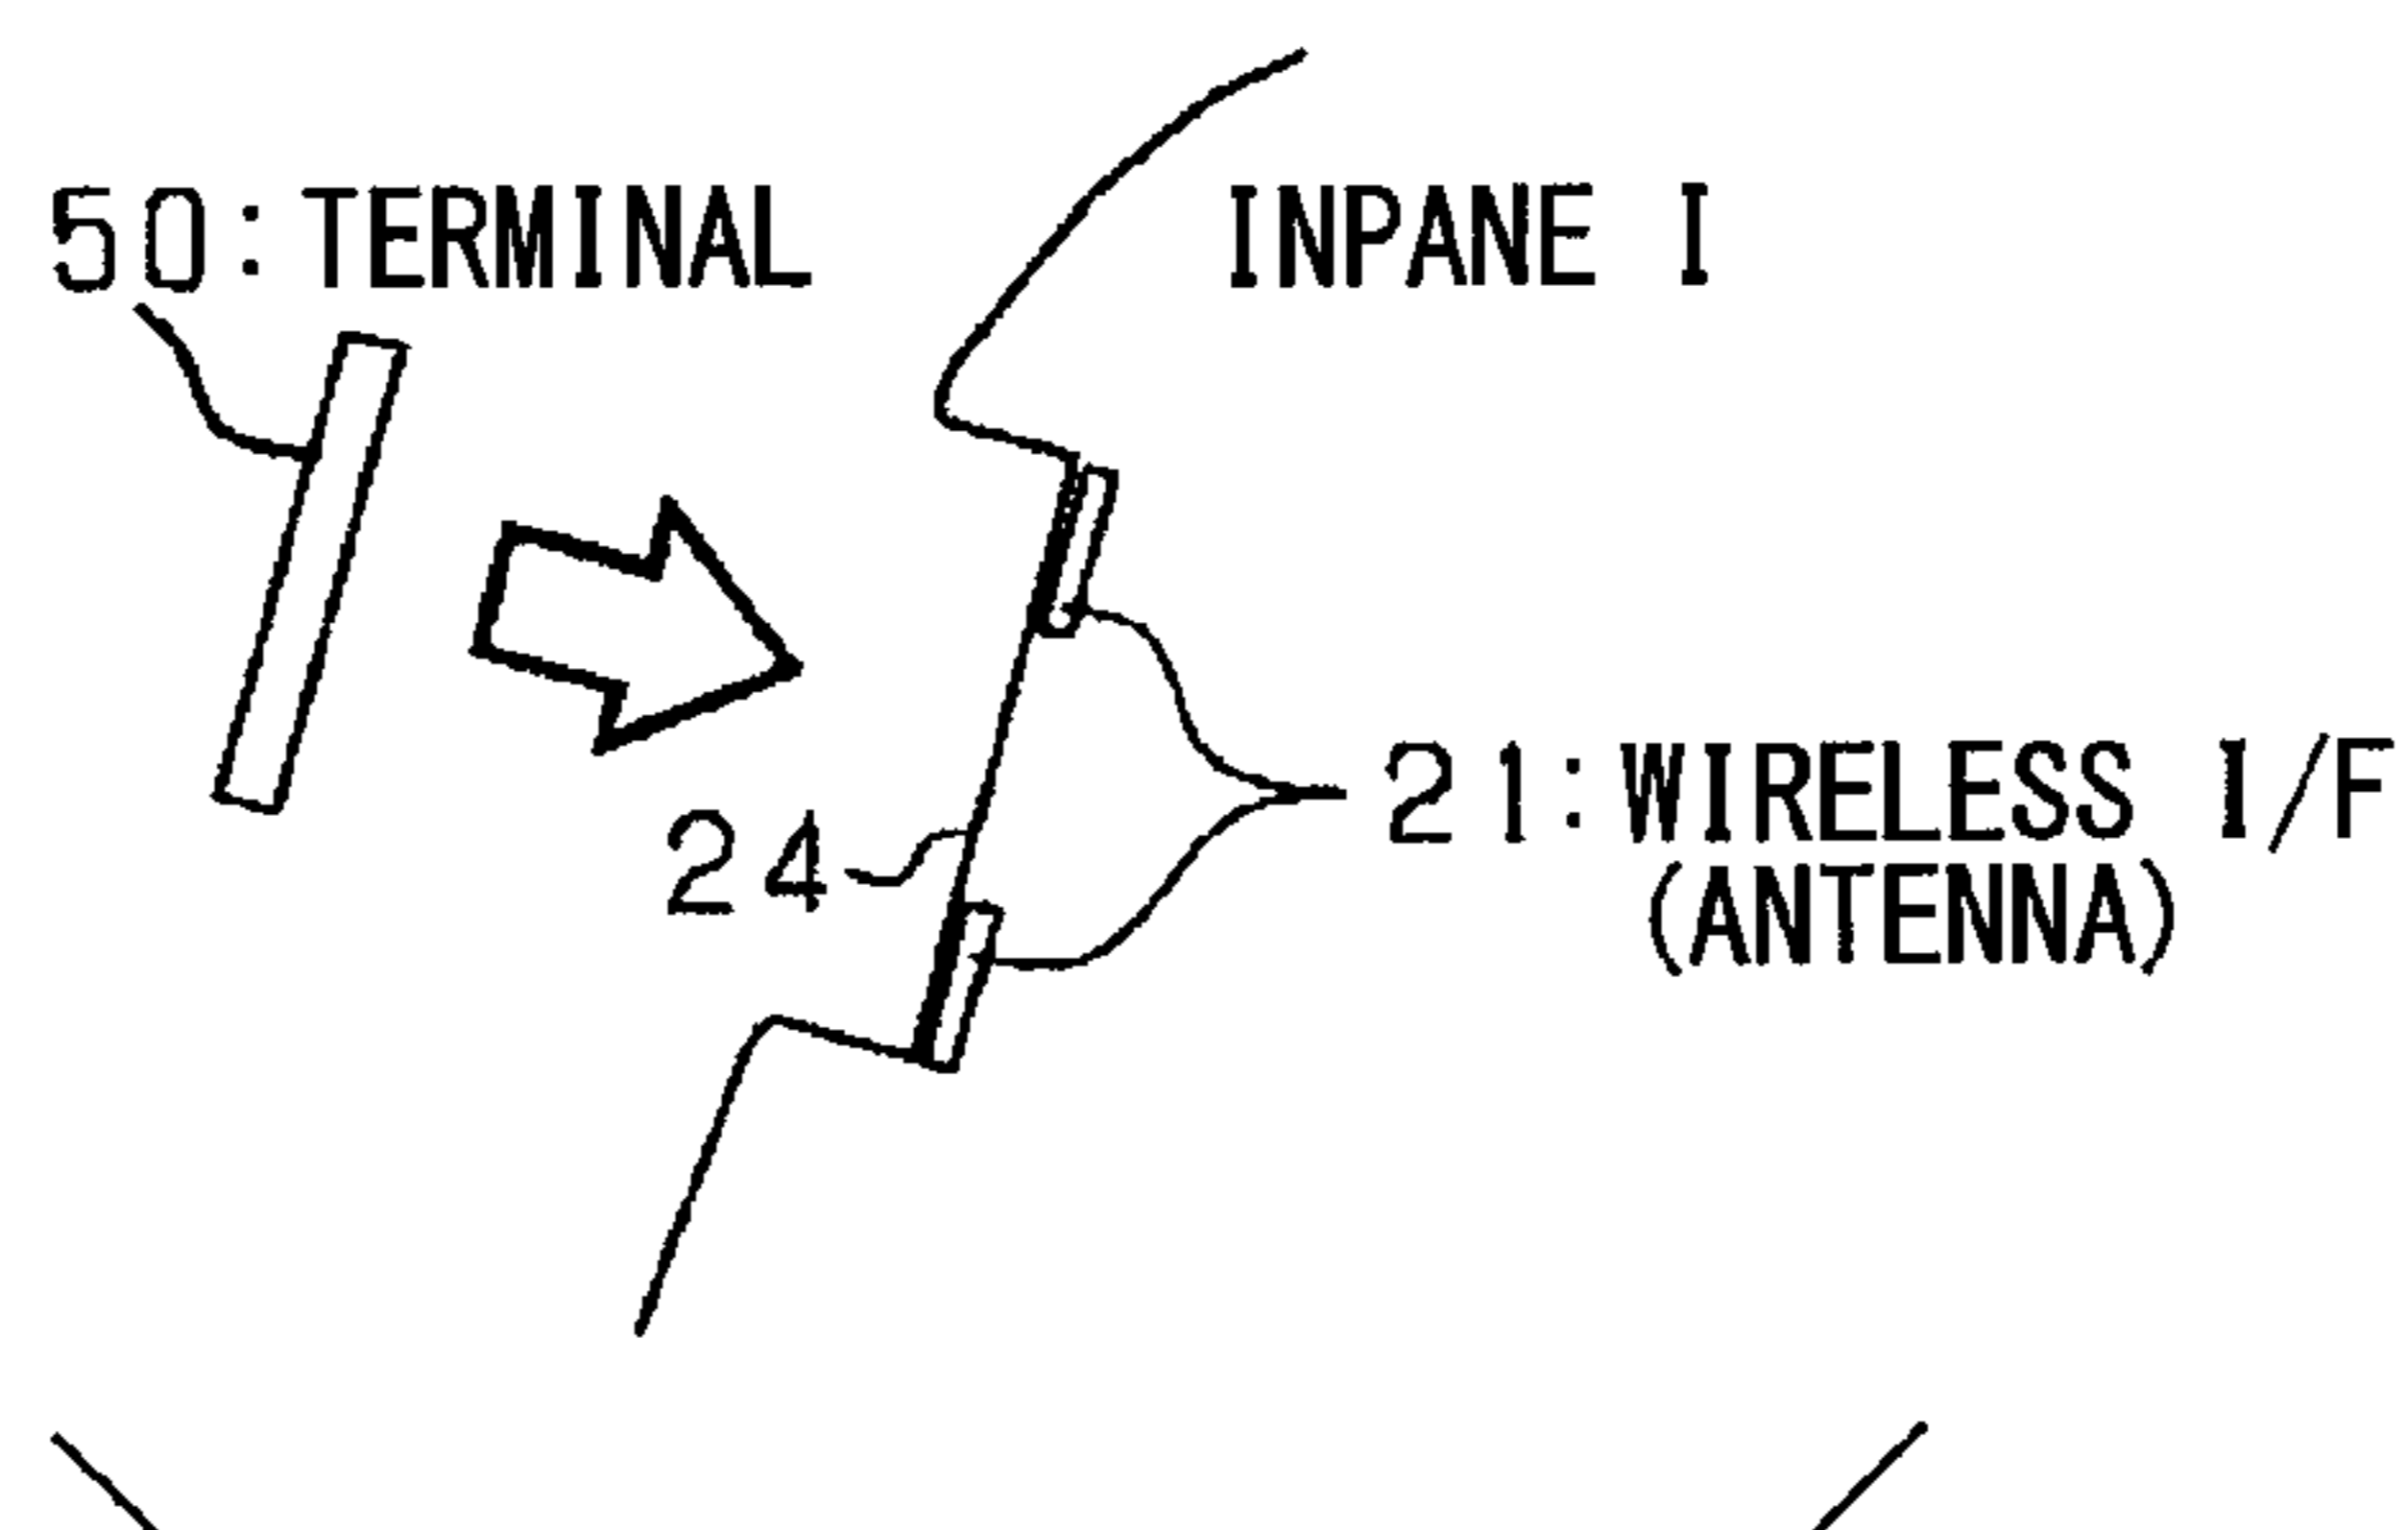 50:TERMINAL
INPANE I
21:WIRELESS I/F
24
(ANTENNA)